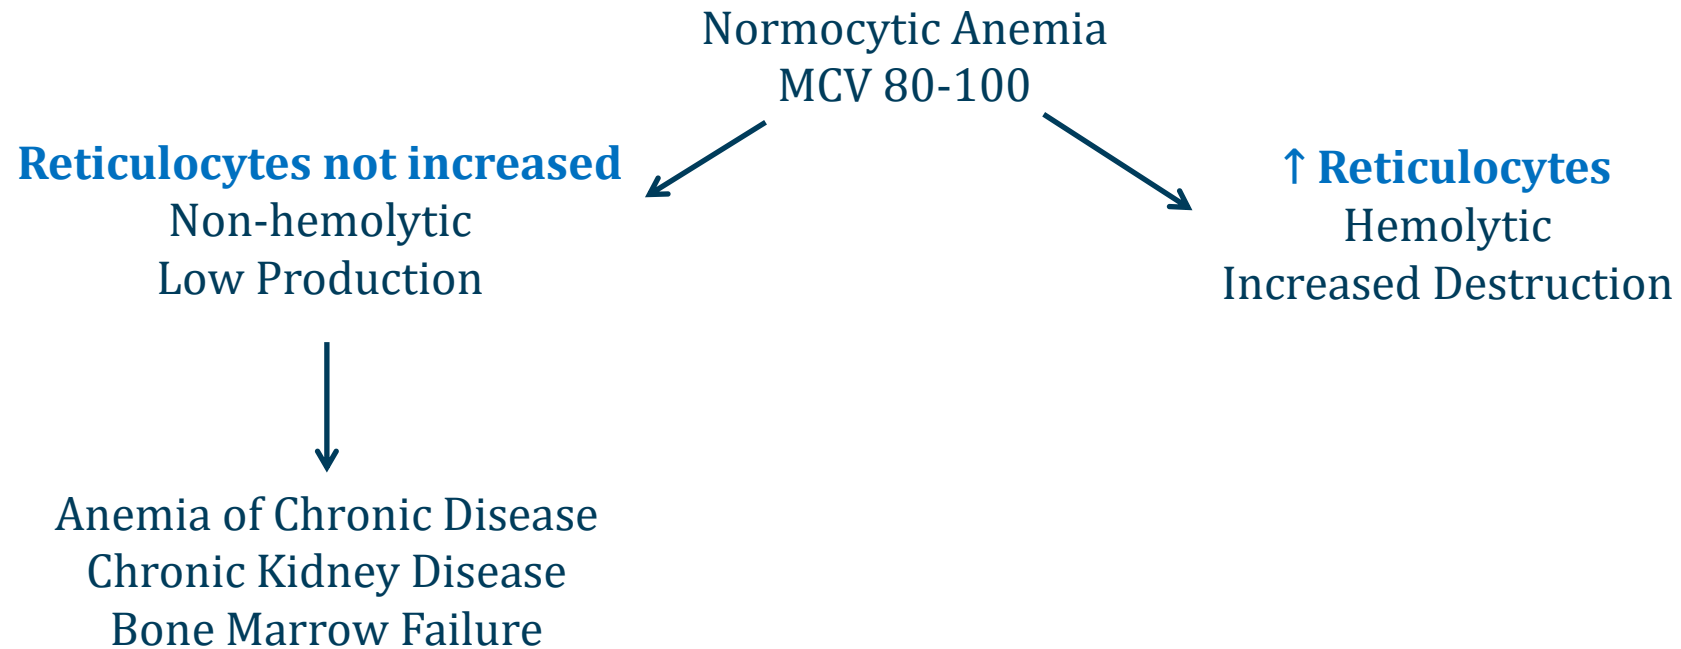 Normocytic Anemia
MCV 80-100
Reticulocytes not increased
Non-hemolytic
Low Production
↑ Reticulocytes
Hemolytic
Increased Destruction
Anemia of Chronic Disease
Chronic Kidney Disease
Bone Marrow Failure